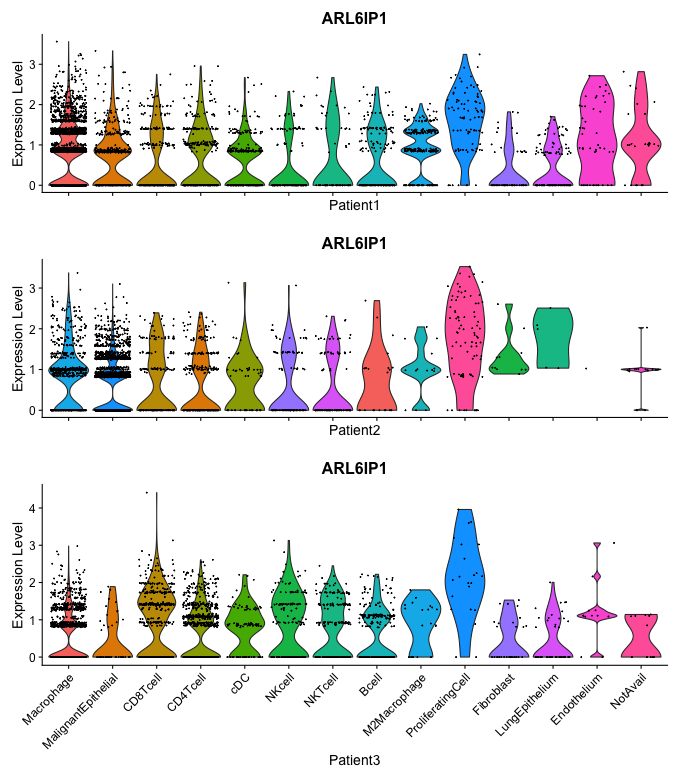 ARL6IP1
Expression Level
3
2
1
0
Patient1
ARL6IP1
Expression Level
3
2
1
0
Patient2
ARL6IP1
Expression Level
4
3
2
1
0
Macrophage
MalignantEpithelial
CD8Tcell
CD4Tcell
cDC
NKcell
NKTcell
Bcell
M2Macrophage
ProliferatingCell
Fibroblast
LungEpithelium
Endothelium
NotAvail
Patient3